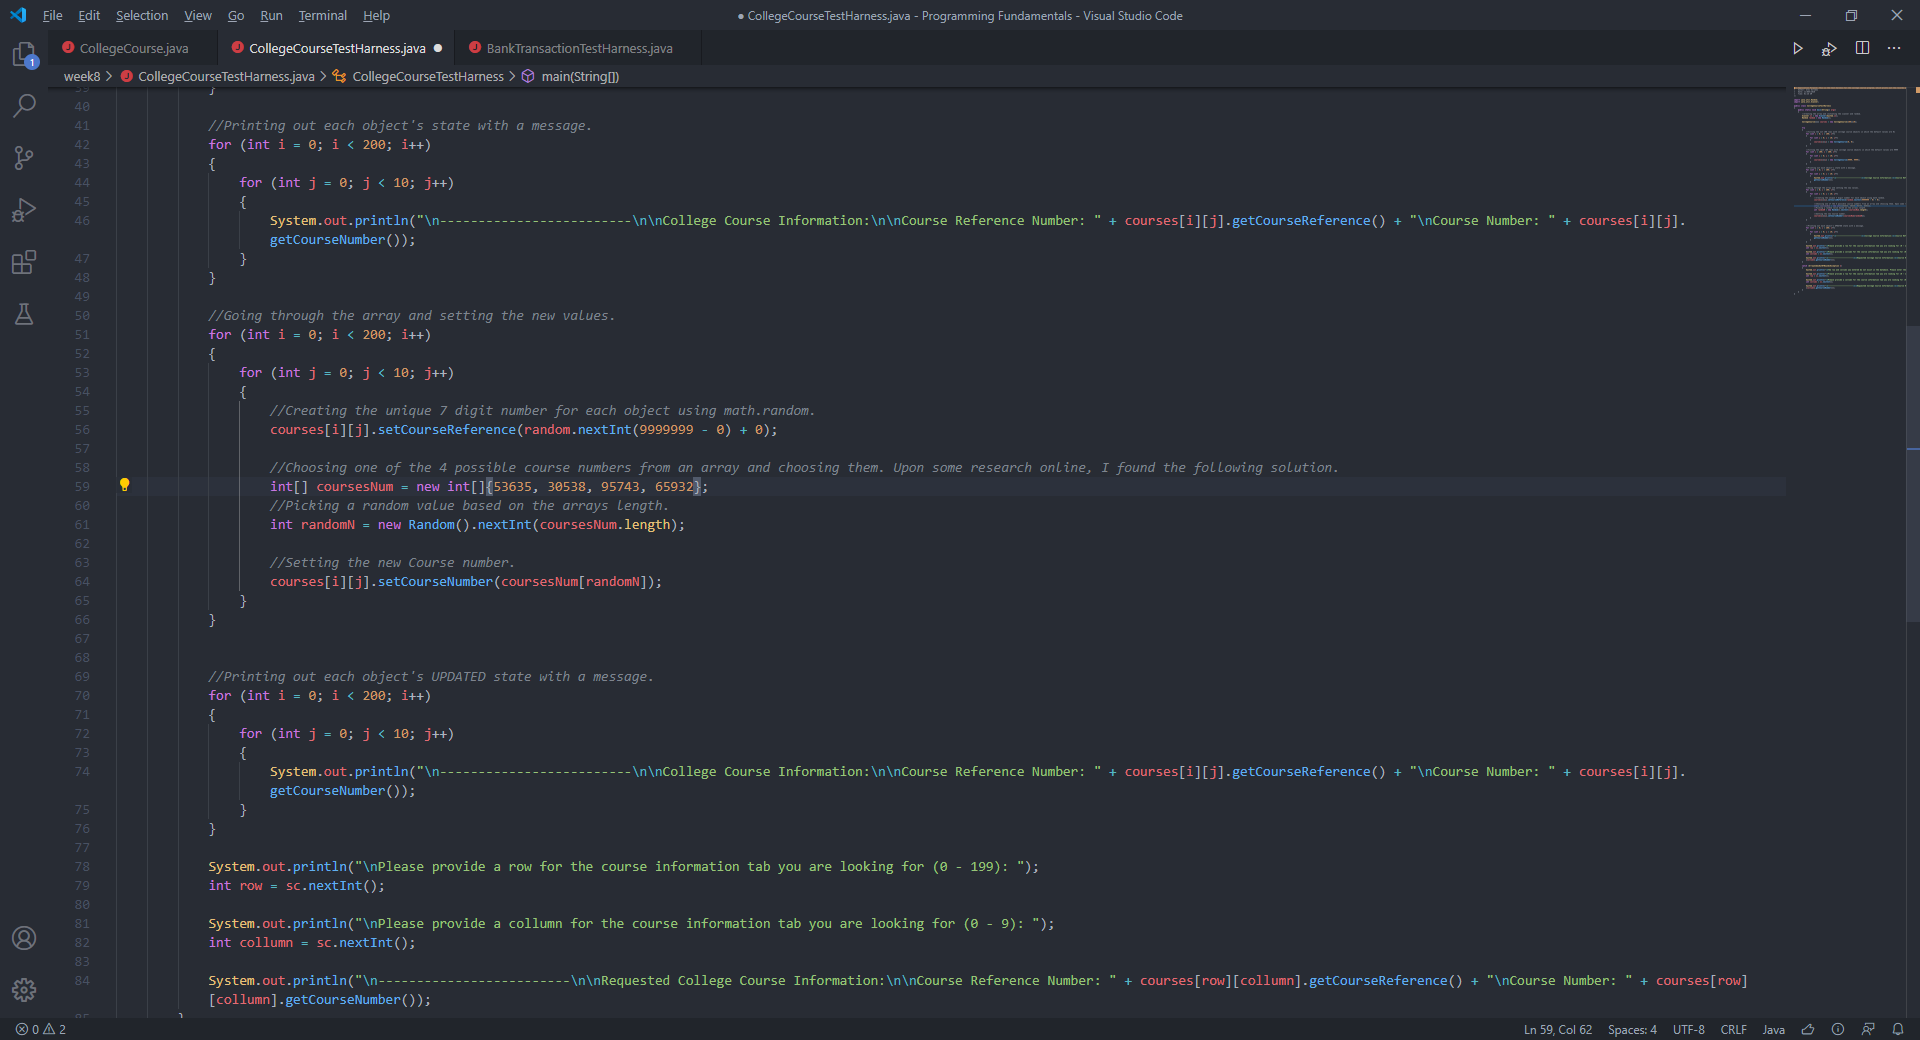 File Edit Selection View Go Run Terminal Help
● CollegeCourseTestHarness.java - Programming Fundamentals - Visual Studio Code
CollegeCourse.java CollegeCourseTestHarness.java ● BankTransactionTestHarness.java
week8 > CollegeCourseTestHarness.java > CollegeCourseTestHarness > main(String[])
39 }
40
41 //Printing out each object's state with a message.
42 for (int i = 0; i < 200; i++)
43 {
44 for (int j = 0; j < 10; j++)
45 {
46 System.out.println("\n-------------------------\n\nCollege Course Information:\n\nCourse Reference Number: " + courses[i][j].getCourseReference() + "\nCourse Number: " + courses[i][j].
getCourseNumber());
47 }
48 }
49
50 //Going through the array and setting the new values.
51 for (int i = 0; i < 200; i++)
52 {
53 for (int j = 0; j < 10; j++)
54 {
55 //Creating the unique 7 digit number for each object using math.random.
56 courses[i][j].setCourseReference(random.nextInt(9999999 - 0) + 0);
57
58 //Choosing one of the 4 possible course numbers from an array and choosing them. Upon some research online, I found the following solution.
59 int[] coursesNum = new int[]{53635, 30538, 95743, 65932};
60 //Picking a random value based on the arrays length.
61 int randomN = new Random().nextInt(coursesNum.length);
62
63 //Setting the new Course number.
64 courses[i][j].setCourseNumber(coursesNum[randomN]);
65 }
66 }
67
68
69 //Printing out each object's UPDATED state with a message.
70 for (int i = 0; i < 200; i++)
71 {
72 for (int j = 0; j < 10; j++)
73 {
74 System.out.println("\n-------------------------\n\nCollege Course Information:\n\nCourse Reference Number: " + courses[i][j].getCourseReference() + "\nCourse Number: " + courses[i][j].
getCourseNumber());
75 }
76 }
77
78 System.out.println("\nPlease provide a row for the course information tab you are looking for (0 - 199): ");
79 int row = sc.nextInt();
80
81 System.out.println("\nPlease provide a collumn for the course information tab you are looking for (0 - 9): ");
82 int collumn = sc.nextInt();
83
84 System.out.println("\n-------------------------\n\nRequested College Course Information:\n\nCourse Reference Number: " + courses[row][collumn].getCourseReference() + "\nCourse Number: " + courses[row]
[collumn].getCourseNumber());
85 }
0 2 Ln 59, Col 62 Spaces: 4 UTF-8 CRLF Java